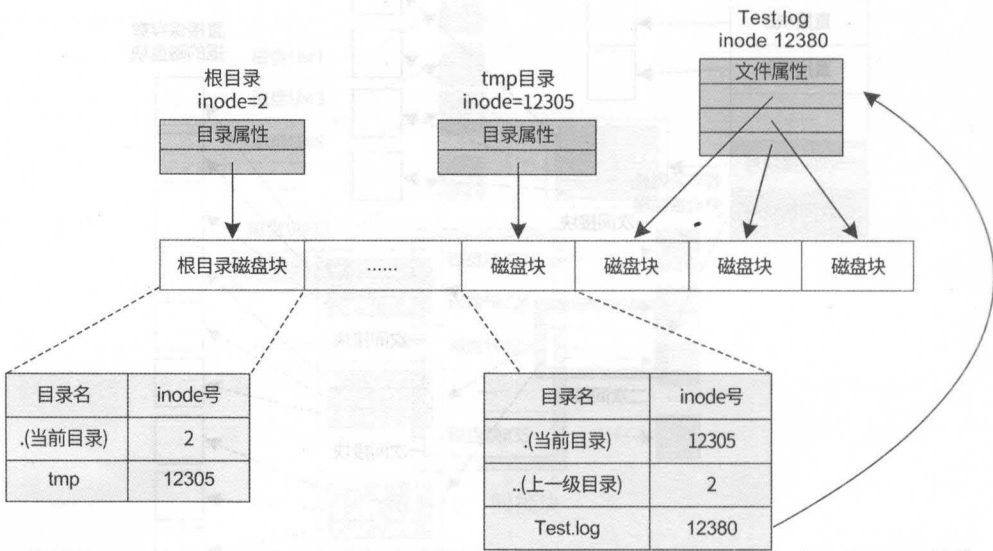 Test.log
inode 12380
文件属性
根目录
inode=2
目录属性
tmp目录
inode=12305
目录属性
根目录磁盘块
......
磁盘块
磁盘块
磁盘块
磁盘块
目录名 inode号
.(当前目录) 2
tmp 12305
目录名 inode号
.(当前目录) 12305
..(上一级目录) 2
Test.log 12380